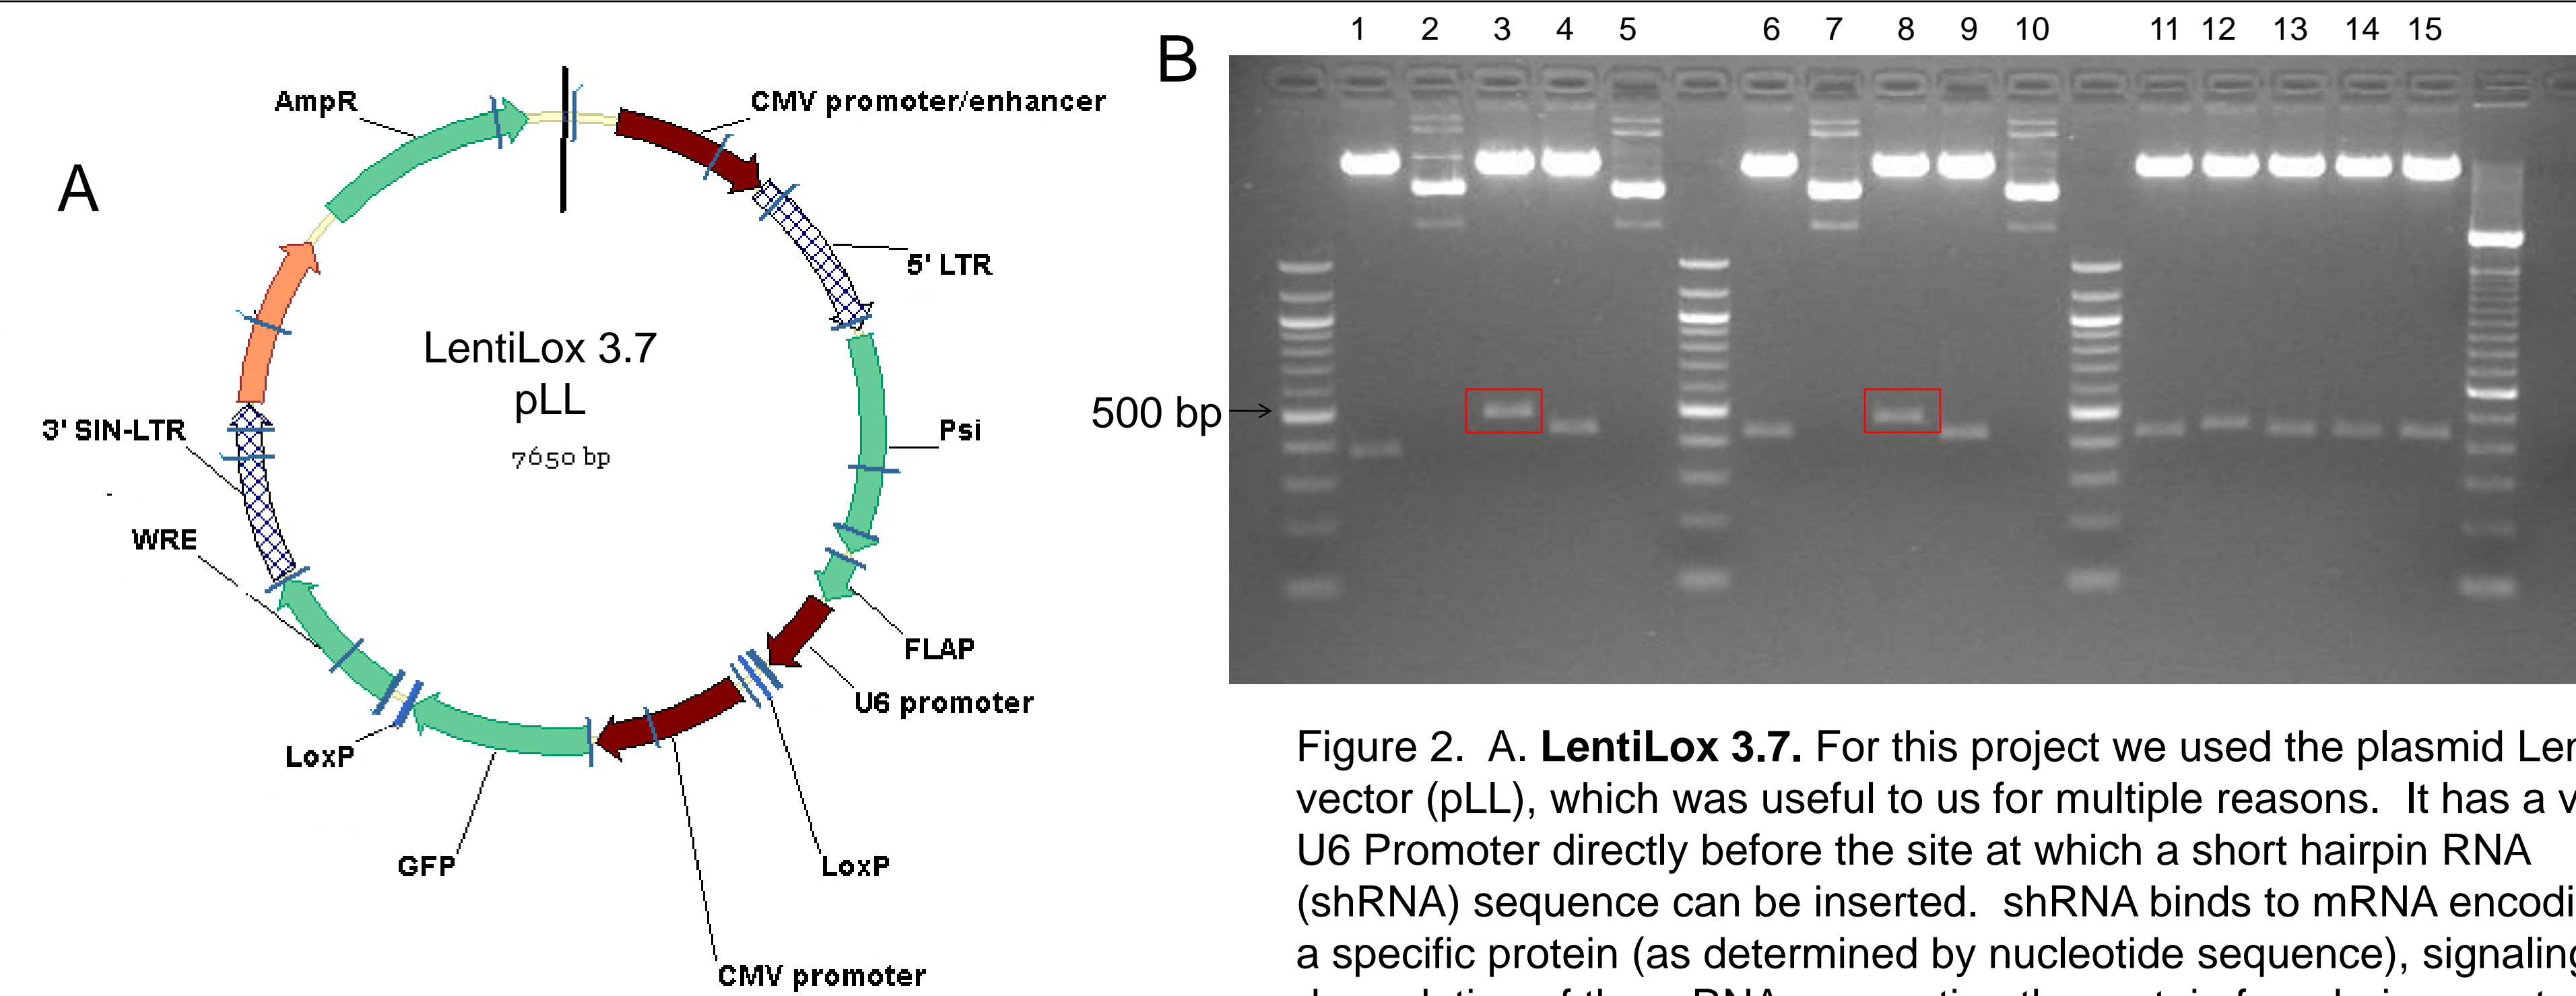 1 2 3 4 5 6 7 8 9 10 11 12 13 14 15
A
B
AmpR
CMV promoter/enhancer
5' LTR
LentiLox 3.7
pLL
7650 bp
3' SIN-LTR
Psi
500 bp
WRE
FLAP
U6 promoter
LoxP
GFP
LoxP
CMV promoter
Figure 2. A. LentiLox 3.7. For this project we used the plasmid
vector (pLL), which was useful to us for multiple reasons. It has a
U6 Promoter directly before the site at which a short hairpin RNA
(shRNA) sequence can be inserted. shRNA binds to mRNA
a specific protein (as determined by nucleotide sequence), signaling